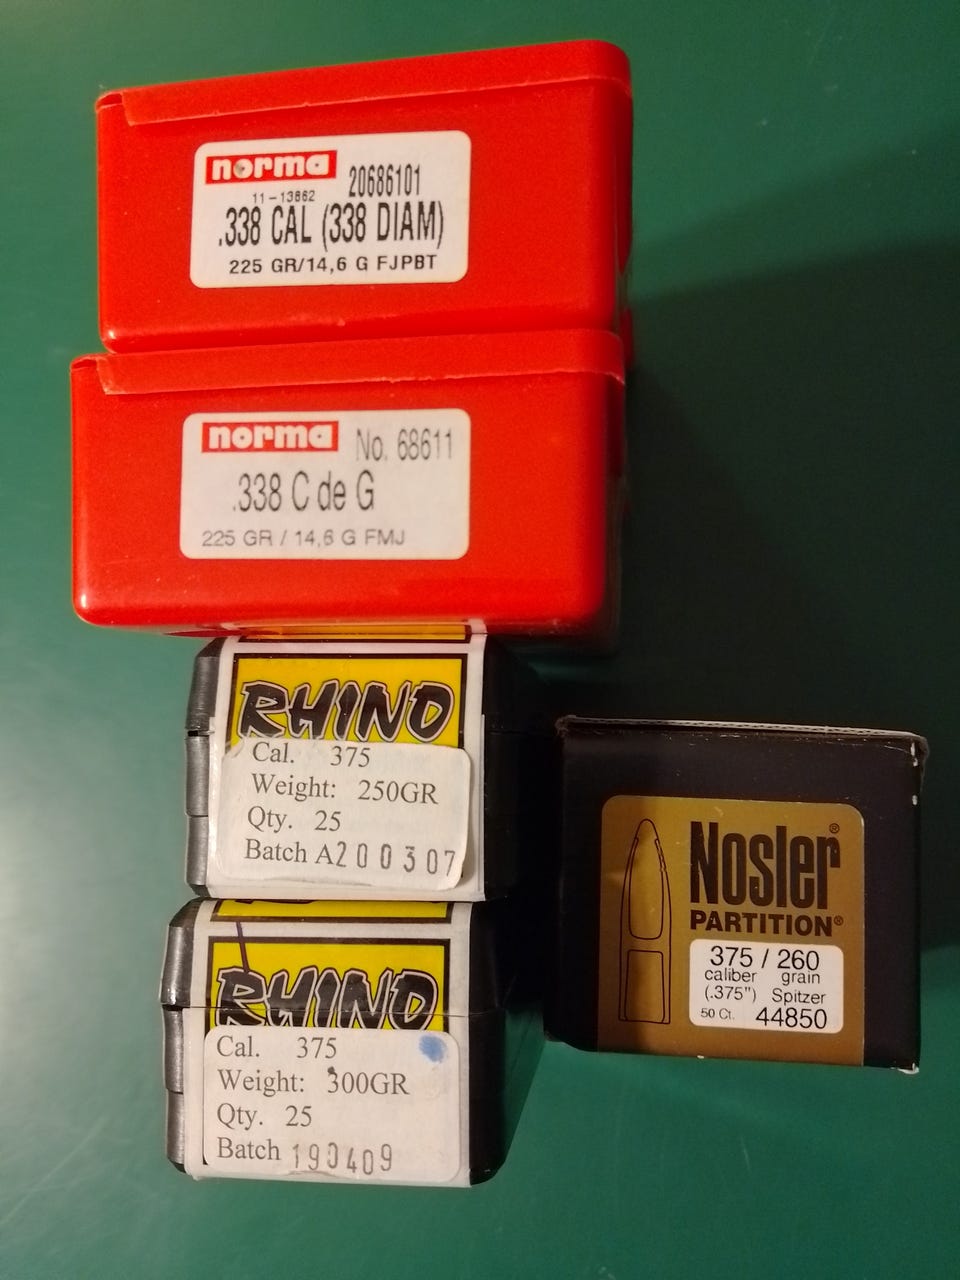 norma 20686101
11-13862
.338 CAL (338 DIAM)
225 GR/14,6 G FJPBT
norma No. 68611
.338 C de G
225 GR / 14,6 G FMJ
RHINO
Cal. 375
Weight: 250GR
Qty. 25
Batch A200307
RHINO
Cal. 375
Weight: 300GR
Qty. 25
Batch 190409
Nosler®
PARTITION®
375 / 260
caliber grain
(.375") Spitzer
50 Ct. 44850